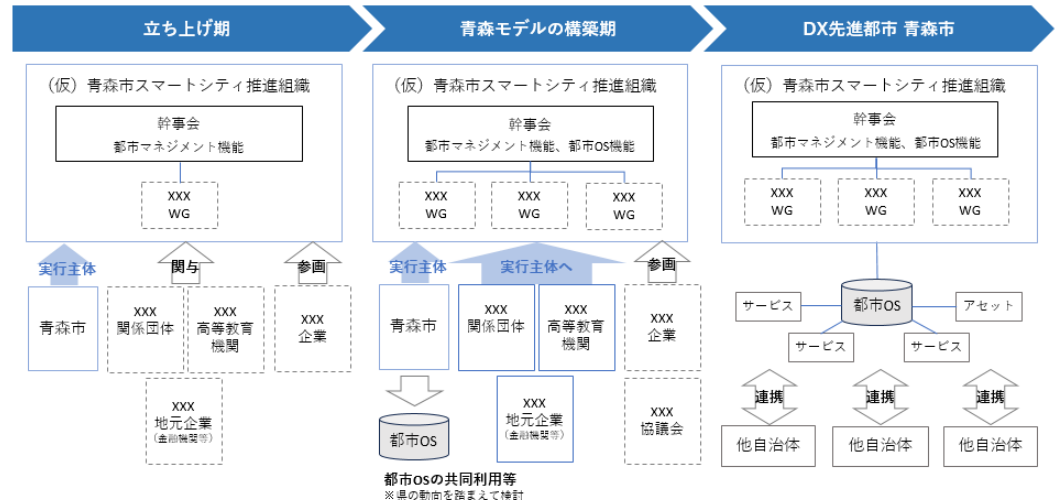 立ち上げ期
青森モデルの構築期
DX先進都市 青森市
（仮）青森市スマートシティ推進組織
幹事会
都市マネジメント機能
XXX
WG
実行主体
関与
参画
青森市
XXX
関係団体
XXX
高等教育
機関
XXX
企業
XXX
地元企業
（金融機関等）
（仮）青森市スマートシティ推進組織
幹事会
都市マネジメント機能、都市OS機能
XXX
WG
XXX
WG
XXX
WG
実行主体
実行主体へ
参画
青森市
XXX
関係団体
XXX
高等教育
機関
XXX
企業
都市OS
XXX
地元企業
（金融機関等）
XXX
協議会
都市OSの共同利用等
※県の動向を踏まえて検討
（仮）青森市スマートシティ推進組織
幹事会
都市マネジメント機能、都市OS機能
XXX
WG
XXX
WG
XXX
WG
サービス
都市OS
アセット
サービス
サービス
連携
連携
連携
他自治体
他自治体
他自治体